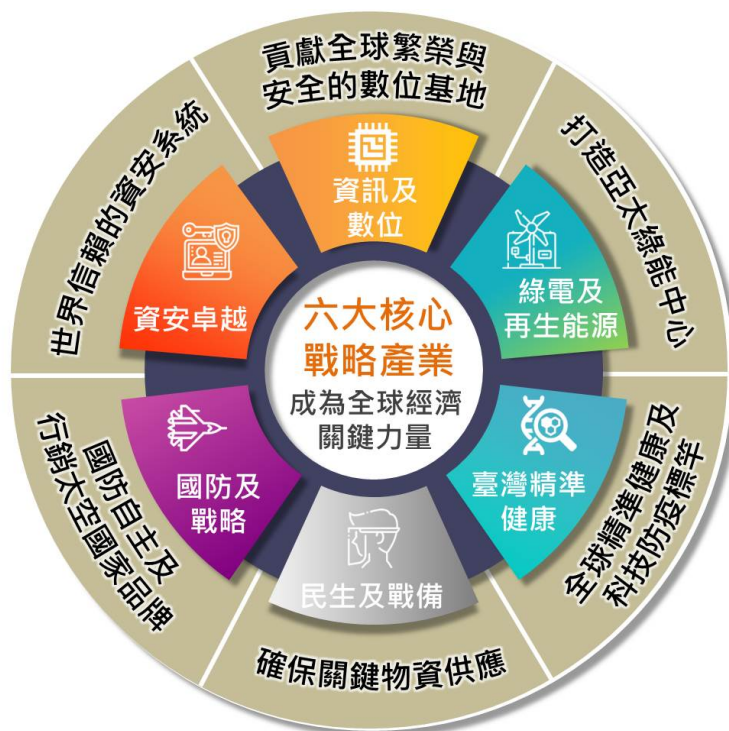 六大核心
戰略產業
成為全球經濟
關鍵力量
貢獻全球繁榮與
安全的數位基地
資訊及
數位
打造亞太綠能中心
綠電及
再生能源
全球精準健康及
科技防疫標竿
臺灣精準
健康
確保關鍵物資供應
民生及戰備
國防自主及
行銷太空國家品牌
國防及
戰略
世界信賴的資安系統
資安卓越